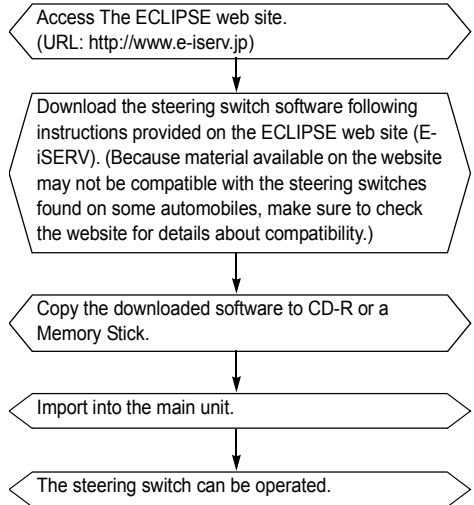 Access The ECLIPSE web site.
(URL: http://www.e-iserv.jp)
Download the steering switch software following
instructions provided on the ECLIPSE web site (E-
iSERV). (Because material available on the website
may not be compatible with the steering switches
found on some automobiles, make sure to check
the website for details about compatibility.)
Copy the downloaded software to CD-R or a
Memory Stick.
Import into the main unit.
The steering switch can be operated.